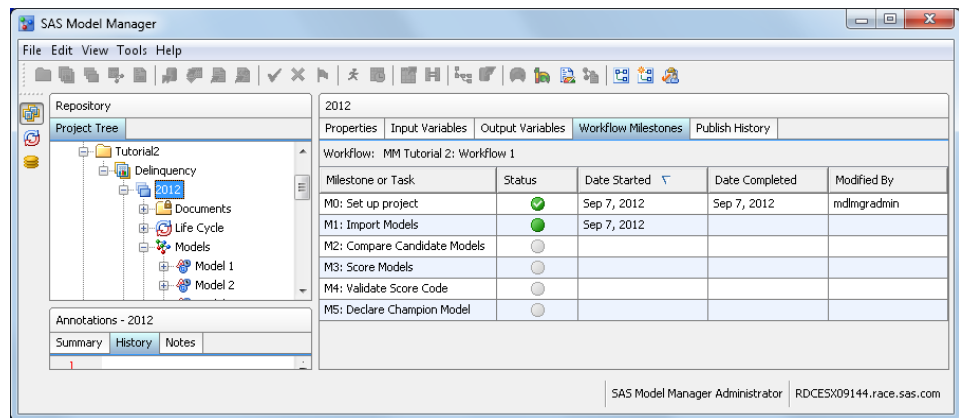 SAS Model Manager
File Edit View Tools Help
Repository
Project Tree
Tutorial2
Delinquency
2012
Documents
Life Cycle
Models
Model 1
Model 2
Annotations - 2012
Summary History Notes
1
2012
Properties Input Variables Output Variables Workflow Milestones Publish History
Workflow: MM Tutorial 2: Workflow 1
Milestone or Task Status Date Started Date Completed Modified By
M0: Set up project Sep 7, 2012 Sep 7, 2012 mdlmgradmin
M1: Import Models Sep 7, 2012
M2: Compare Candidate Models
M3: Score Models
M4: Validate Score Code
M5: Declare Champion Model
SAS Model Manager Administrator RDCESX09144.race.sas.com